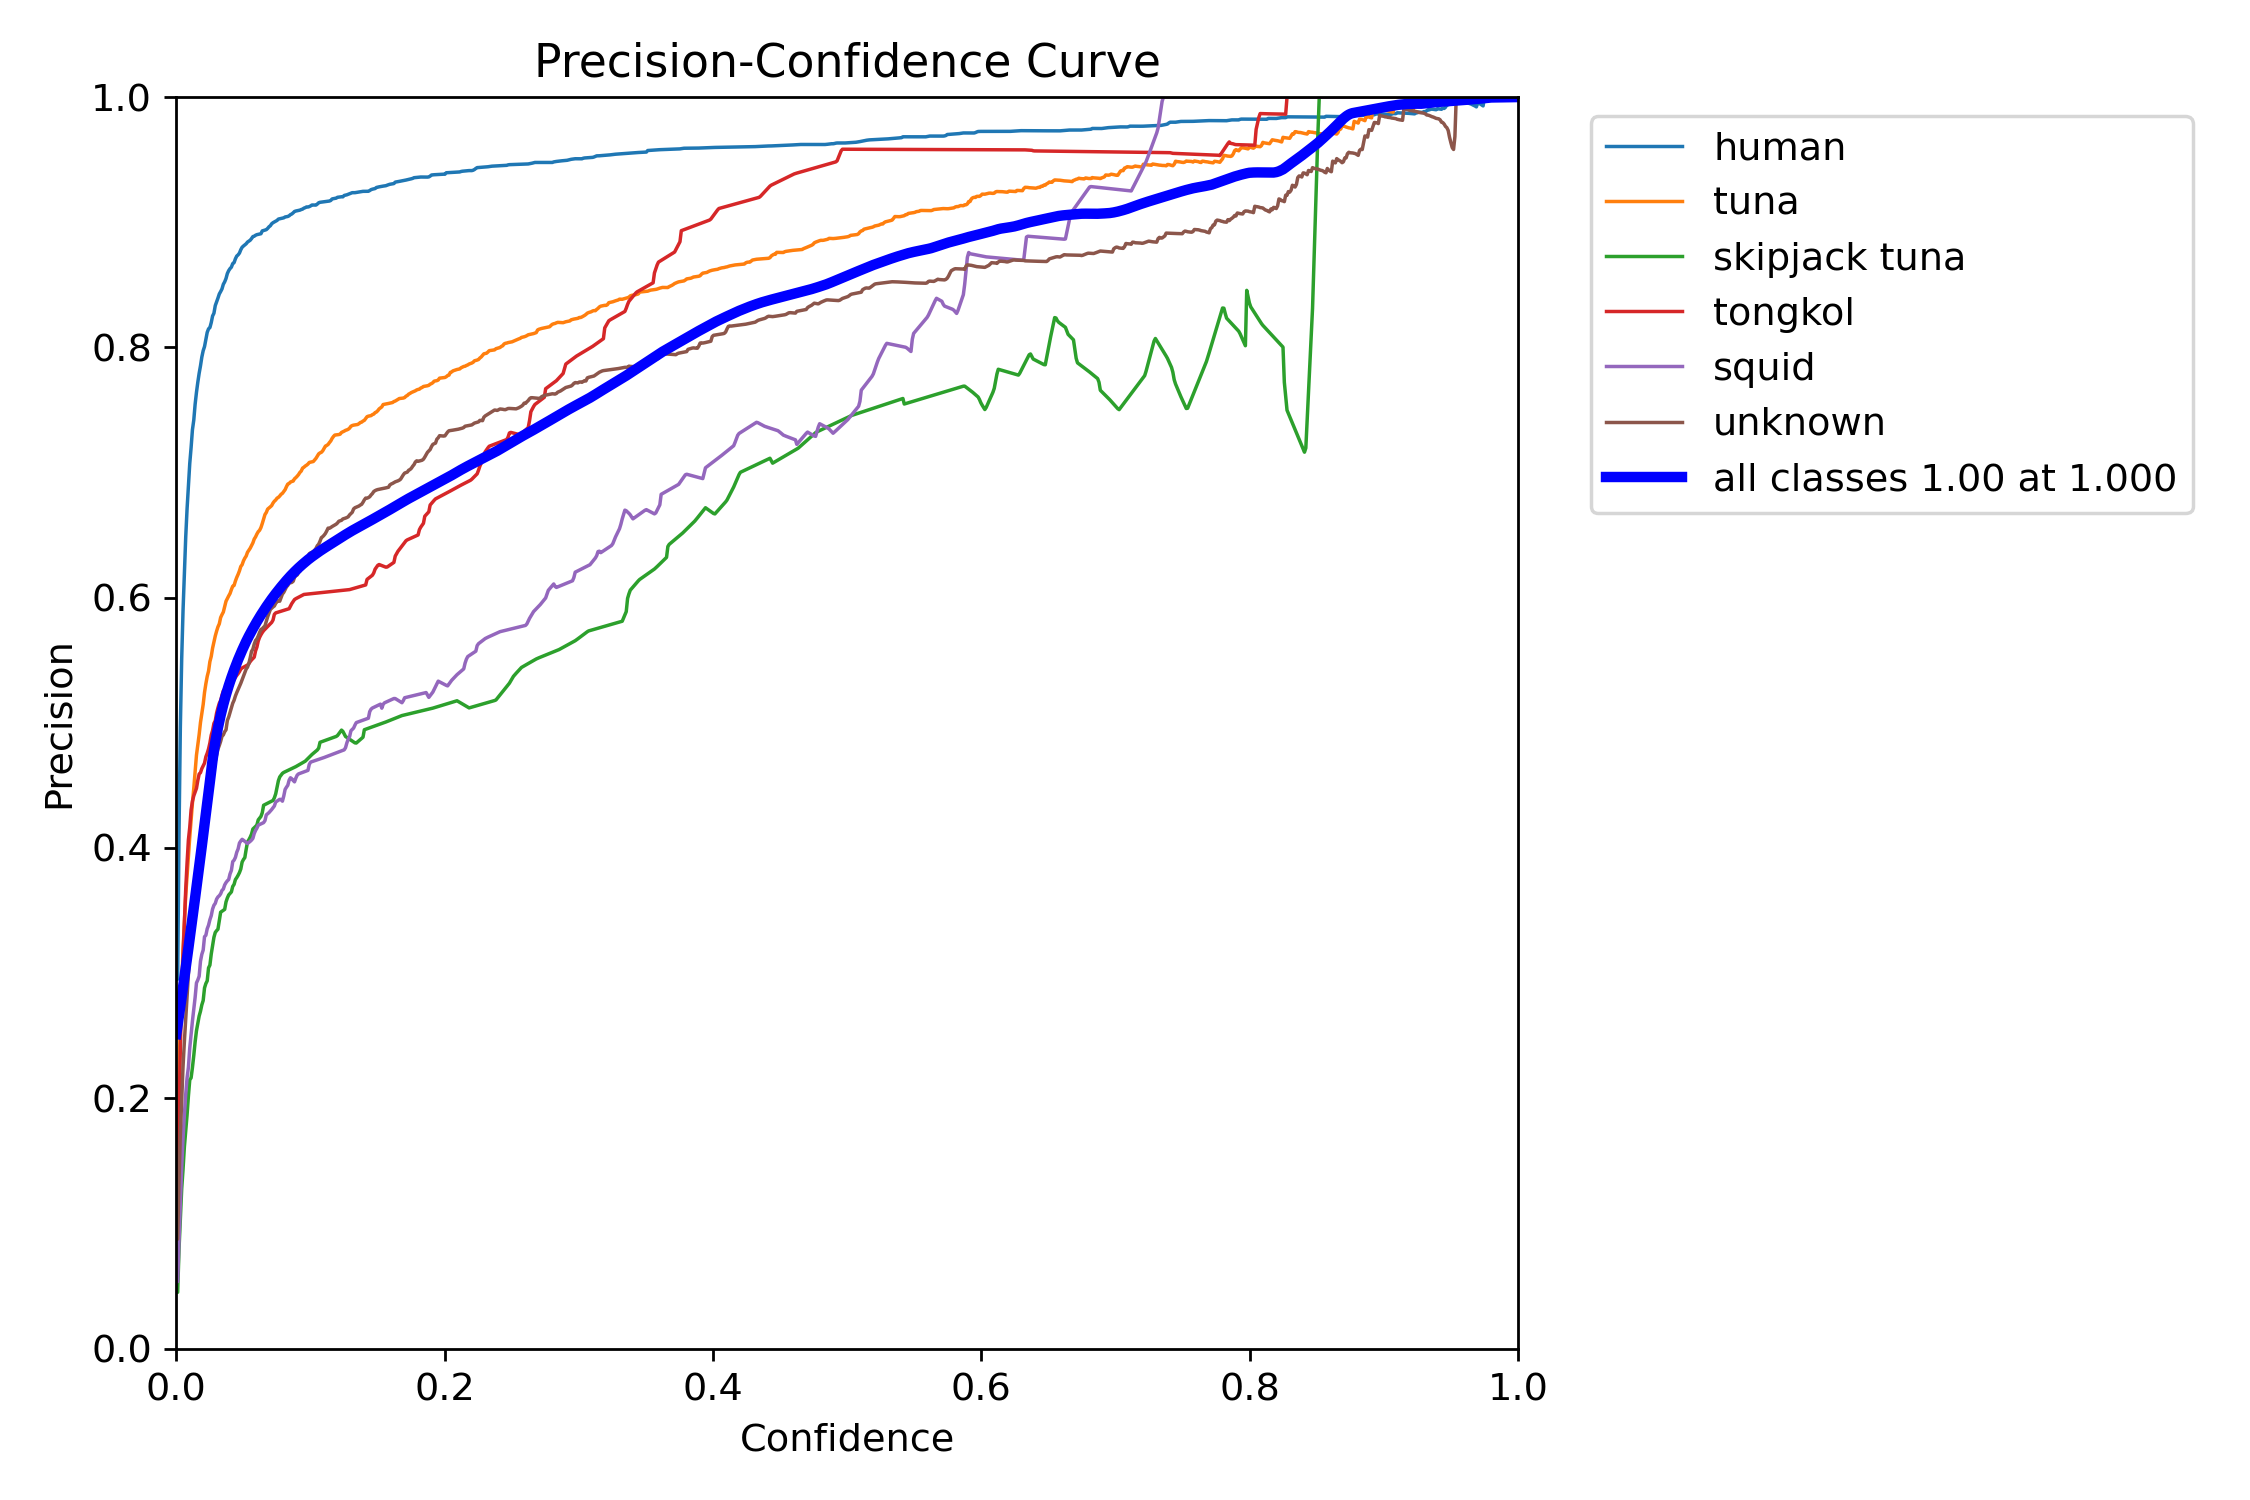 Precision-Confidence Curve
1.0
0.8
0.6
0.4
0.2
0.0
Precision
0.0 0.2 0.4 0.6 0.8 1.0
Confidence
human
tuna
skipjack tuna
tongkol
squid
unknown
all classes 1.00 at 1.000